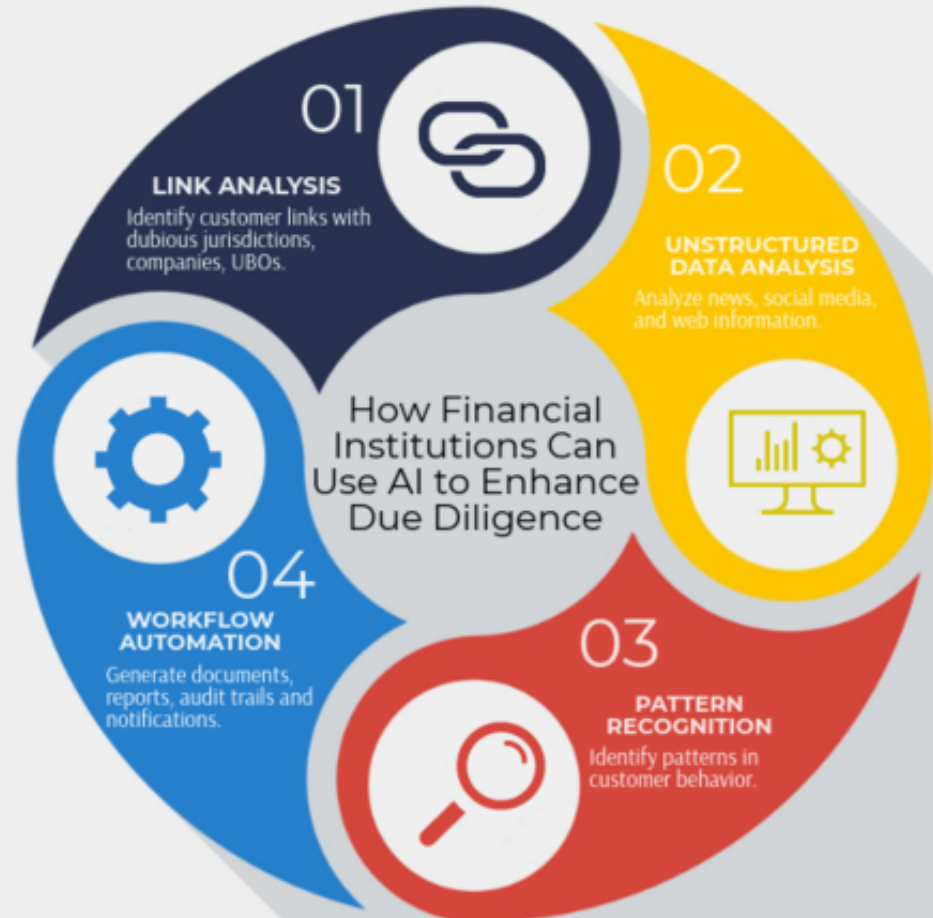 01
LINK ANALYSIS
Identify customer links with
dubious jurisdictions,
companies, UBOs.
02
UNSTRUCTURED
DATA ANALYSIS
Analyze news, social media,
and web information.
How Financial
Institutions Can
Use AI to Enhance
Due Diligence
03
PATTERN
RECOGNITION
Identify patterns in
customer behavior.
04
WORKFLOW
AUTOMATION
Generate documents,
reports, audit trails and
notifications.